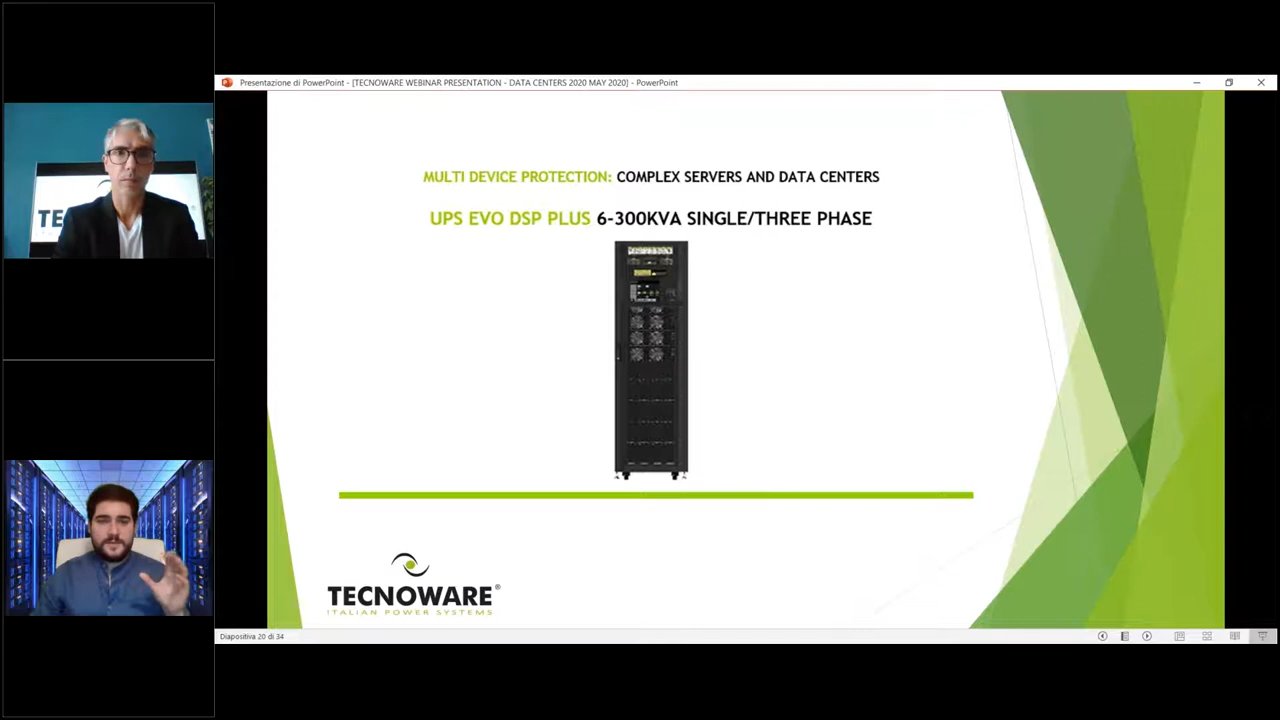 Presentazione di PowerPoint - [TECNOWARE WEBINAR PRESENTATION - DATA CENTERS 2020 MAY 2020] - PowerPoint
TE
MULTI DEVICE PROTECTION: COMPLEX SERVERS AND DATA CENTERS
UPS EVO DSP PLUS 6-300KVA SINGLE/THREE PHASE
TECNOWARE®
ITALIAN POWER SYSTEMS
Diapositiva 20 di 34